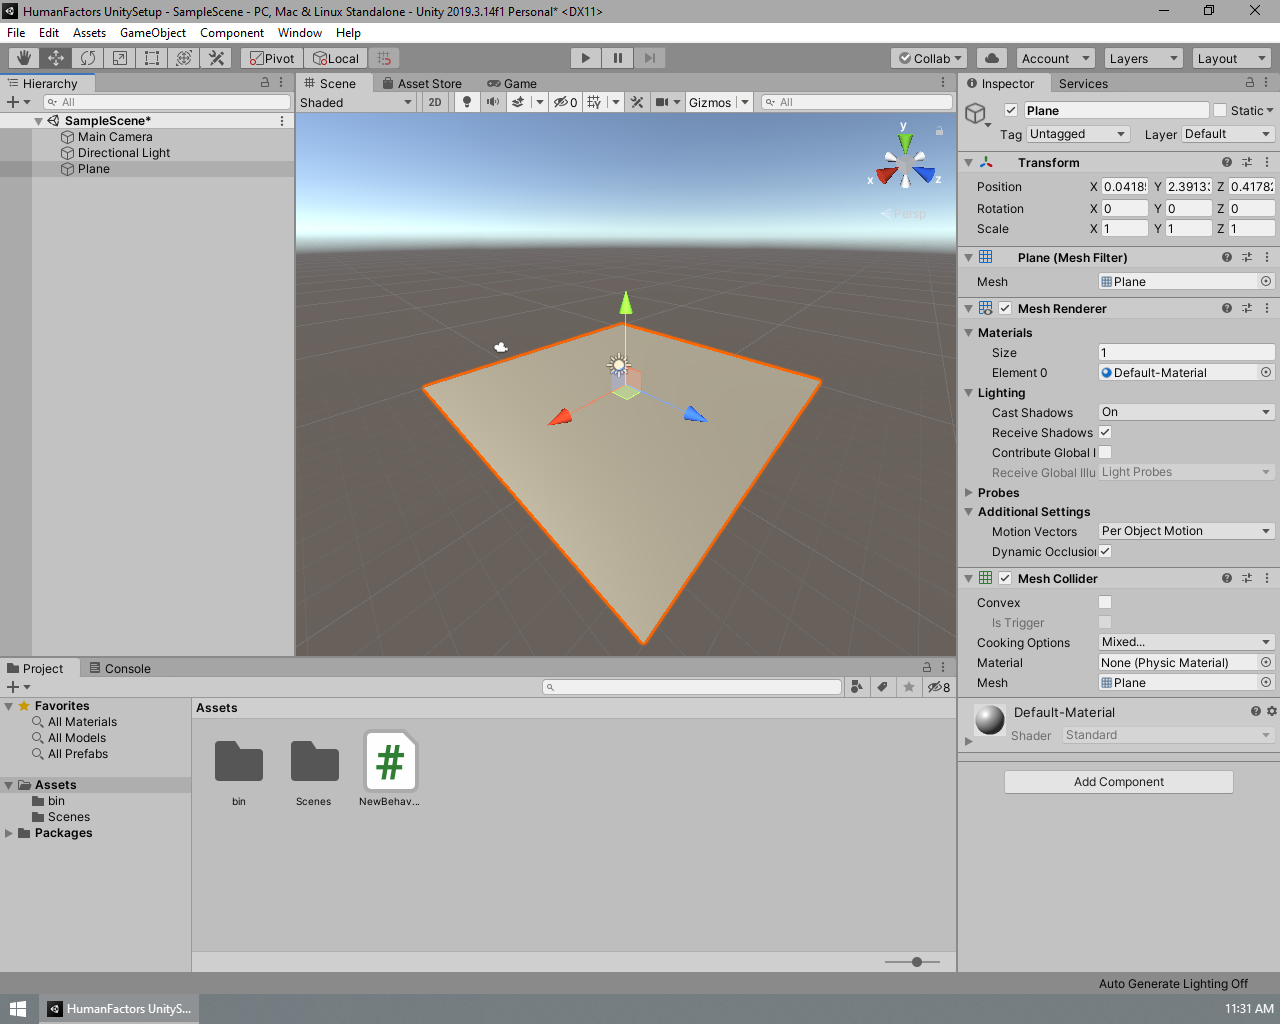 HumanFactors UnitySetup - SampleScene - PC, Mac & Linux Standalone - Unity 2019.3.14f1 Personal* <DX11>
File Edit Assets GameObject Component Window Help
Pivot Local Collab Account Layers Layout
Hierarchy
All
SampleScene*
Main Camera
Directional Light
Plane
Scene Asset Store Game
Shaded 2D 0 Gizmos All
y
x z
Persp
Inspector Services
Plane Static
Tag Untagged Layer Default
Transform
Position X 0.0418 Y 2.3913 Z 0.4178
Rotation X 0 Y 0 Z 0
Scale X 1 Y 1 Z 1
Plane (Mesh Filter)
Mesh Plane
Mesh Renderer
Materials
Size 1
Element 0 Default-Material
Lighting
Cast Shadows On
Receive Shadows
Contribute Global I
Receive Global Illu Light Probes
Probes
Additional Settings
Motion Vectors Per Object Motion
Dynamic Occlusion
Mesh Collider
Convex
Is Trigger
Cooking Options Mixed...
Material None (Physic Material)
Mesh Plane
Default-Material
Shader Standard
Add Component
Project Console
8
Favorites
All Materials
All Models
All Prefabs
Assets
bin
Scenes
Packages
Assets
bin Scenes NewBehav...
Auto Generate Lighting Off
HumanFactors UnityS...
11:31 AM